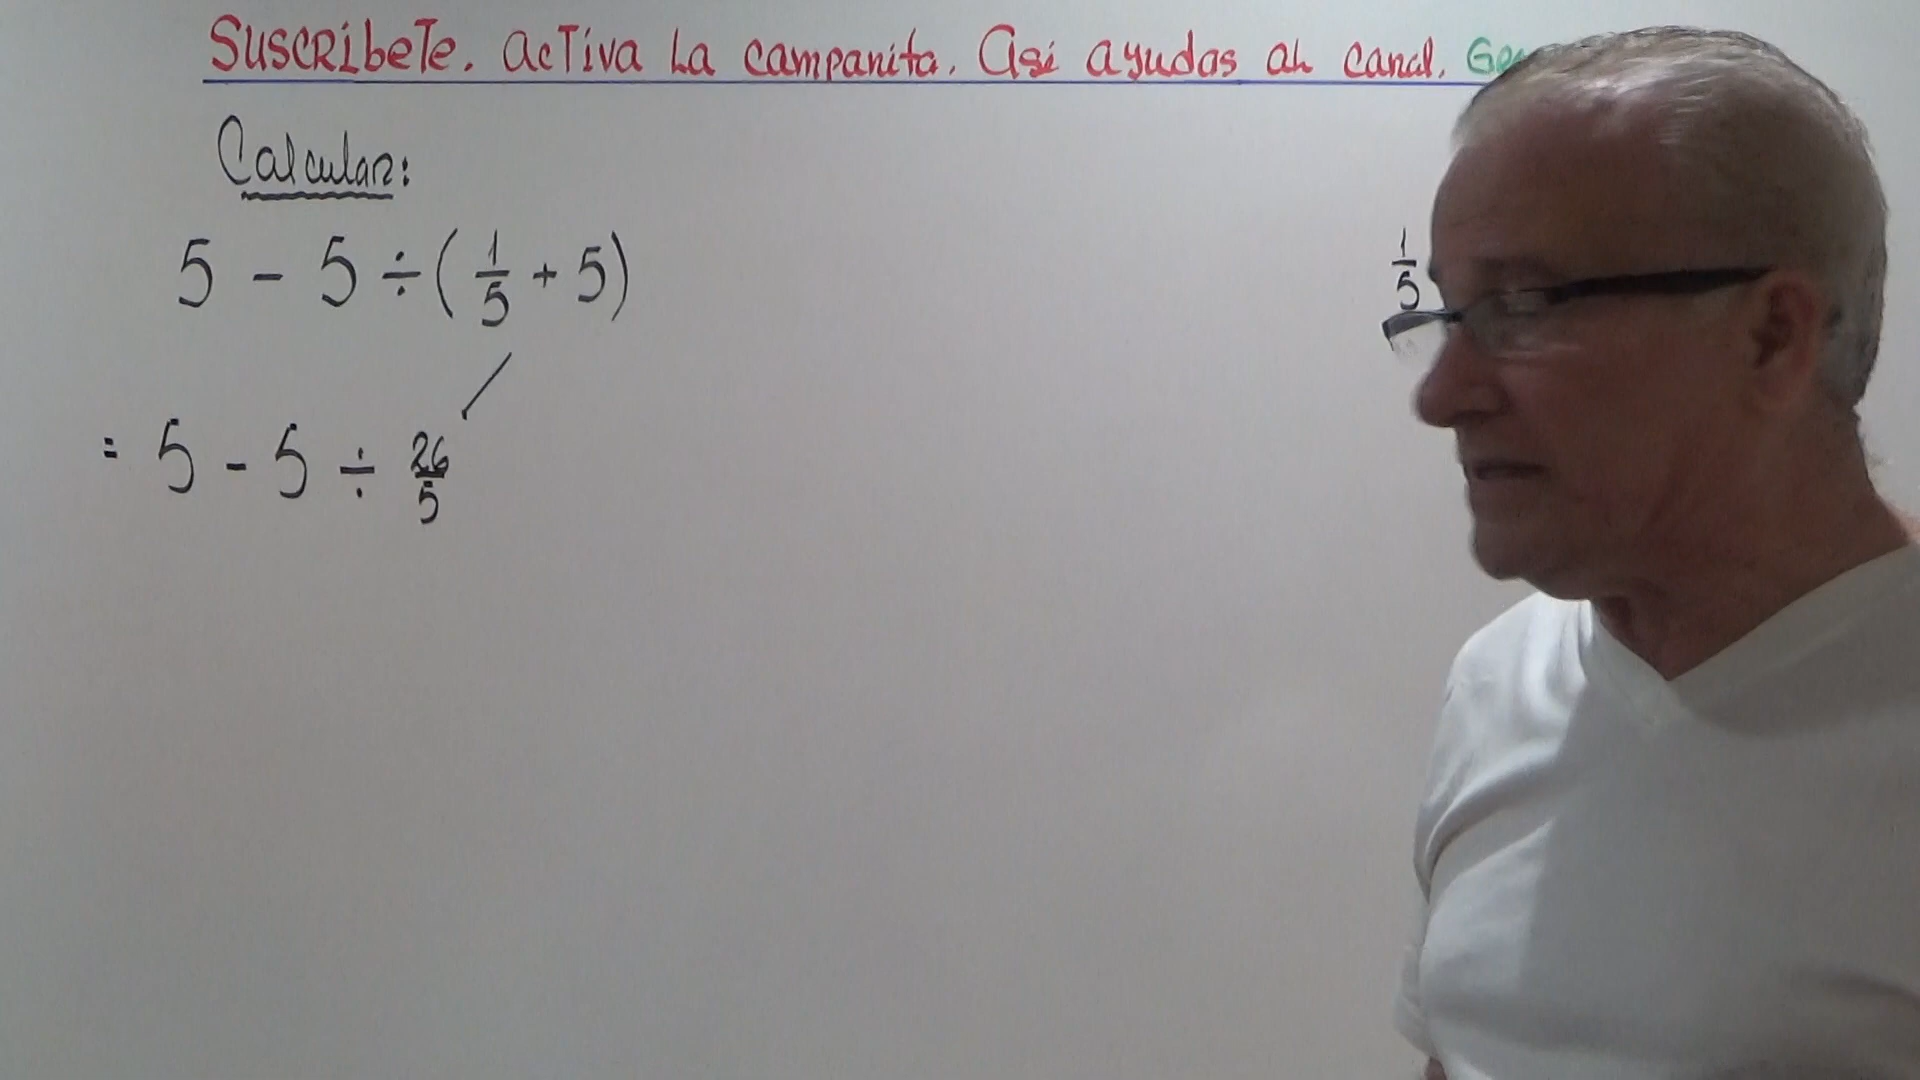 Suscríbete. Activa La campanita. Así ayudas al canal.
Calcular:
5 - 5 ÷ ( 1/5 + 5)
1/5
= 5 - 5 ÷ 26/5